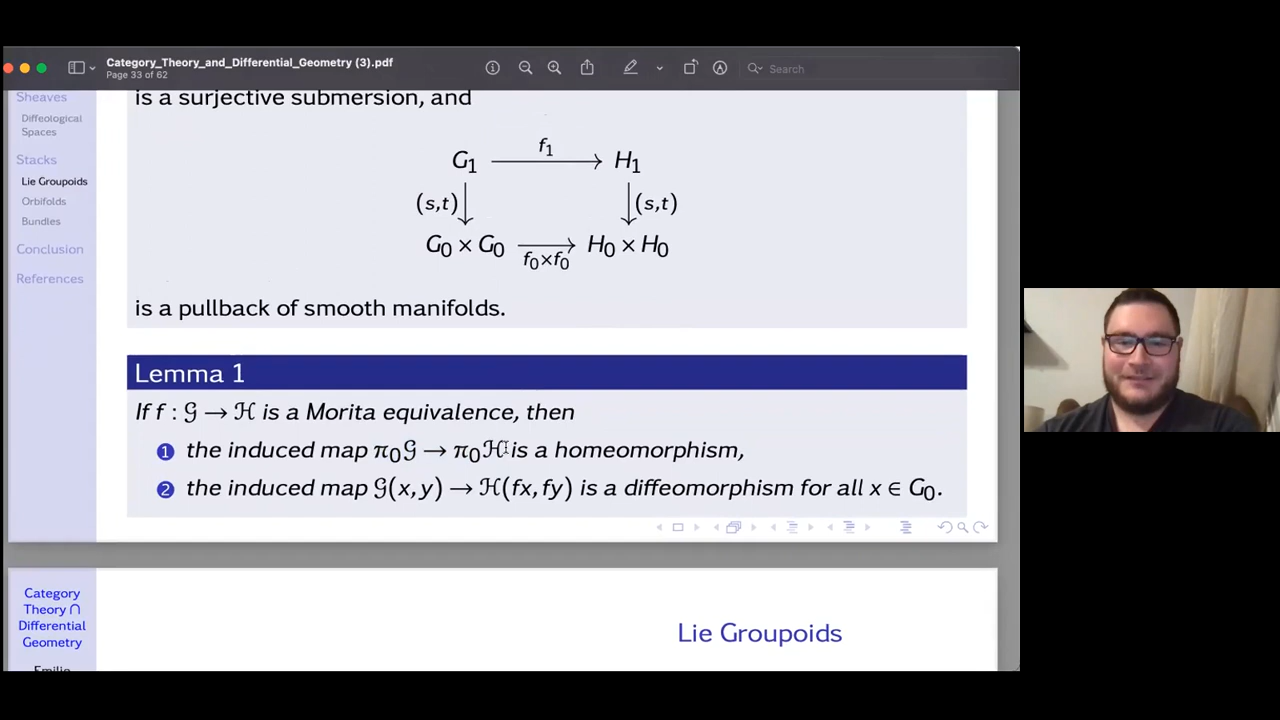 Category_Theory_and_Differential_Geometry (3).pdf
Page 33 of 62
Search
Sheaves
Diffeological
Spaces
Stacks
Lie Groupoids
Orbifolds
Bundles
Conclusion
References
is a surjective submersion, and
G₁ f₁ H₁
(s,t) (s,t)
G₀ × G₀ f₀×f₀ H₀ × H₀
is a pullback of smooth manifolds.
Lemma 1
If f : 𝒢 → ℋ is a Morita equivalence, then
1 the induced map π₀𝒢 → π₀ℋ is a homeomorphism,
2 the induced map 𝒢(x, y) → ℋ(fx, fy) is a diffeomorphism for all x ∈ G₀.
Category
Theory ∩
Differential
Geometry
Emilio
Lie Groupoids